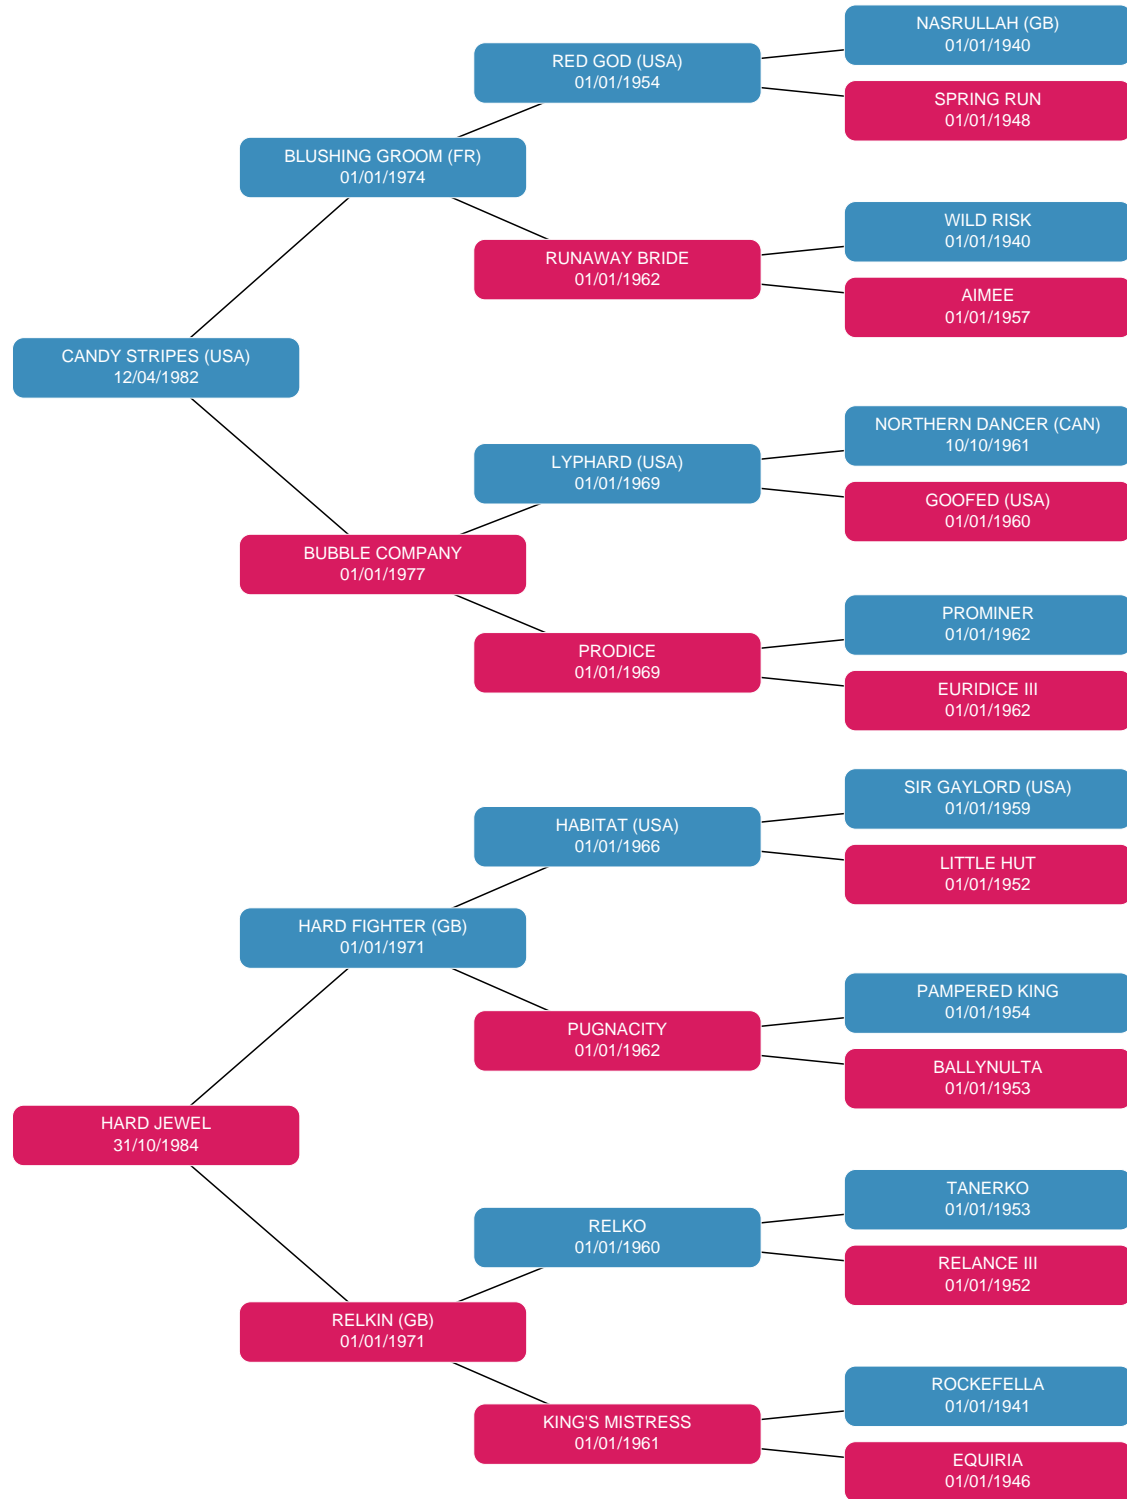 NASRULLAH (GB)
01/01/1940
RED GOD (USA)
01/01/1954
SPRING RUN
01/01/1948
BLUSHING GROOM (FR)
01/01/1974
WILD RISK
01/01/1940
RUNAWAY BRIDE
01/01/1962
AIMEE
01/01/1957
CANDY STRIPES (USA)
12/04/1982
NORTHERN DANCER (CAN)
10/10/1961
LYPHARD (USA)
01/01/1969
GOOFED (USA)
01/01/1960
BUBBLE COMPANY
01/01/1977
PROMINER
01/01/1962
PRODICE
01/01/1969
EURIDICE III
01/01/1962
SIR GAYLORD (USA)
01/01/1959
HABITAT (USA)
01/01/1966
LITTLE HUT
01/01/1952
HARD FIGHTER (GB)
01/01/1971
PAMPERED KING
01/01/1954
PUGNACITY
01/01/1962
BALLYNULTA
01/01/1953
HARD JEWEL
31/10/1984
TANERKO
01/01/1953
RELKO
01/01/1960
RELANCE III
01/01/1952
RELKIN (GB)
01/01/1971
ROCKEFELLA
01/01/1941
KING'S MISTRESS
01/01/1961
EQUIRIA
01/01/1946